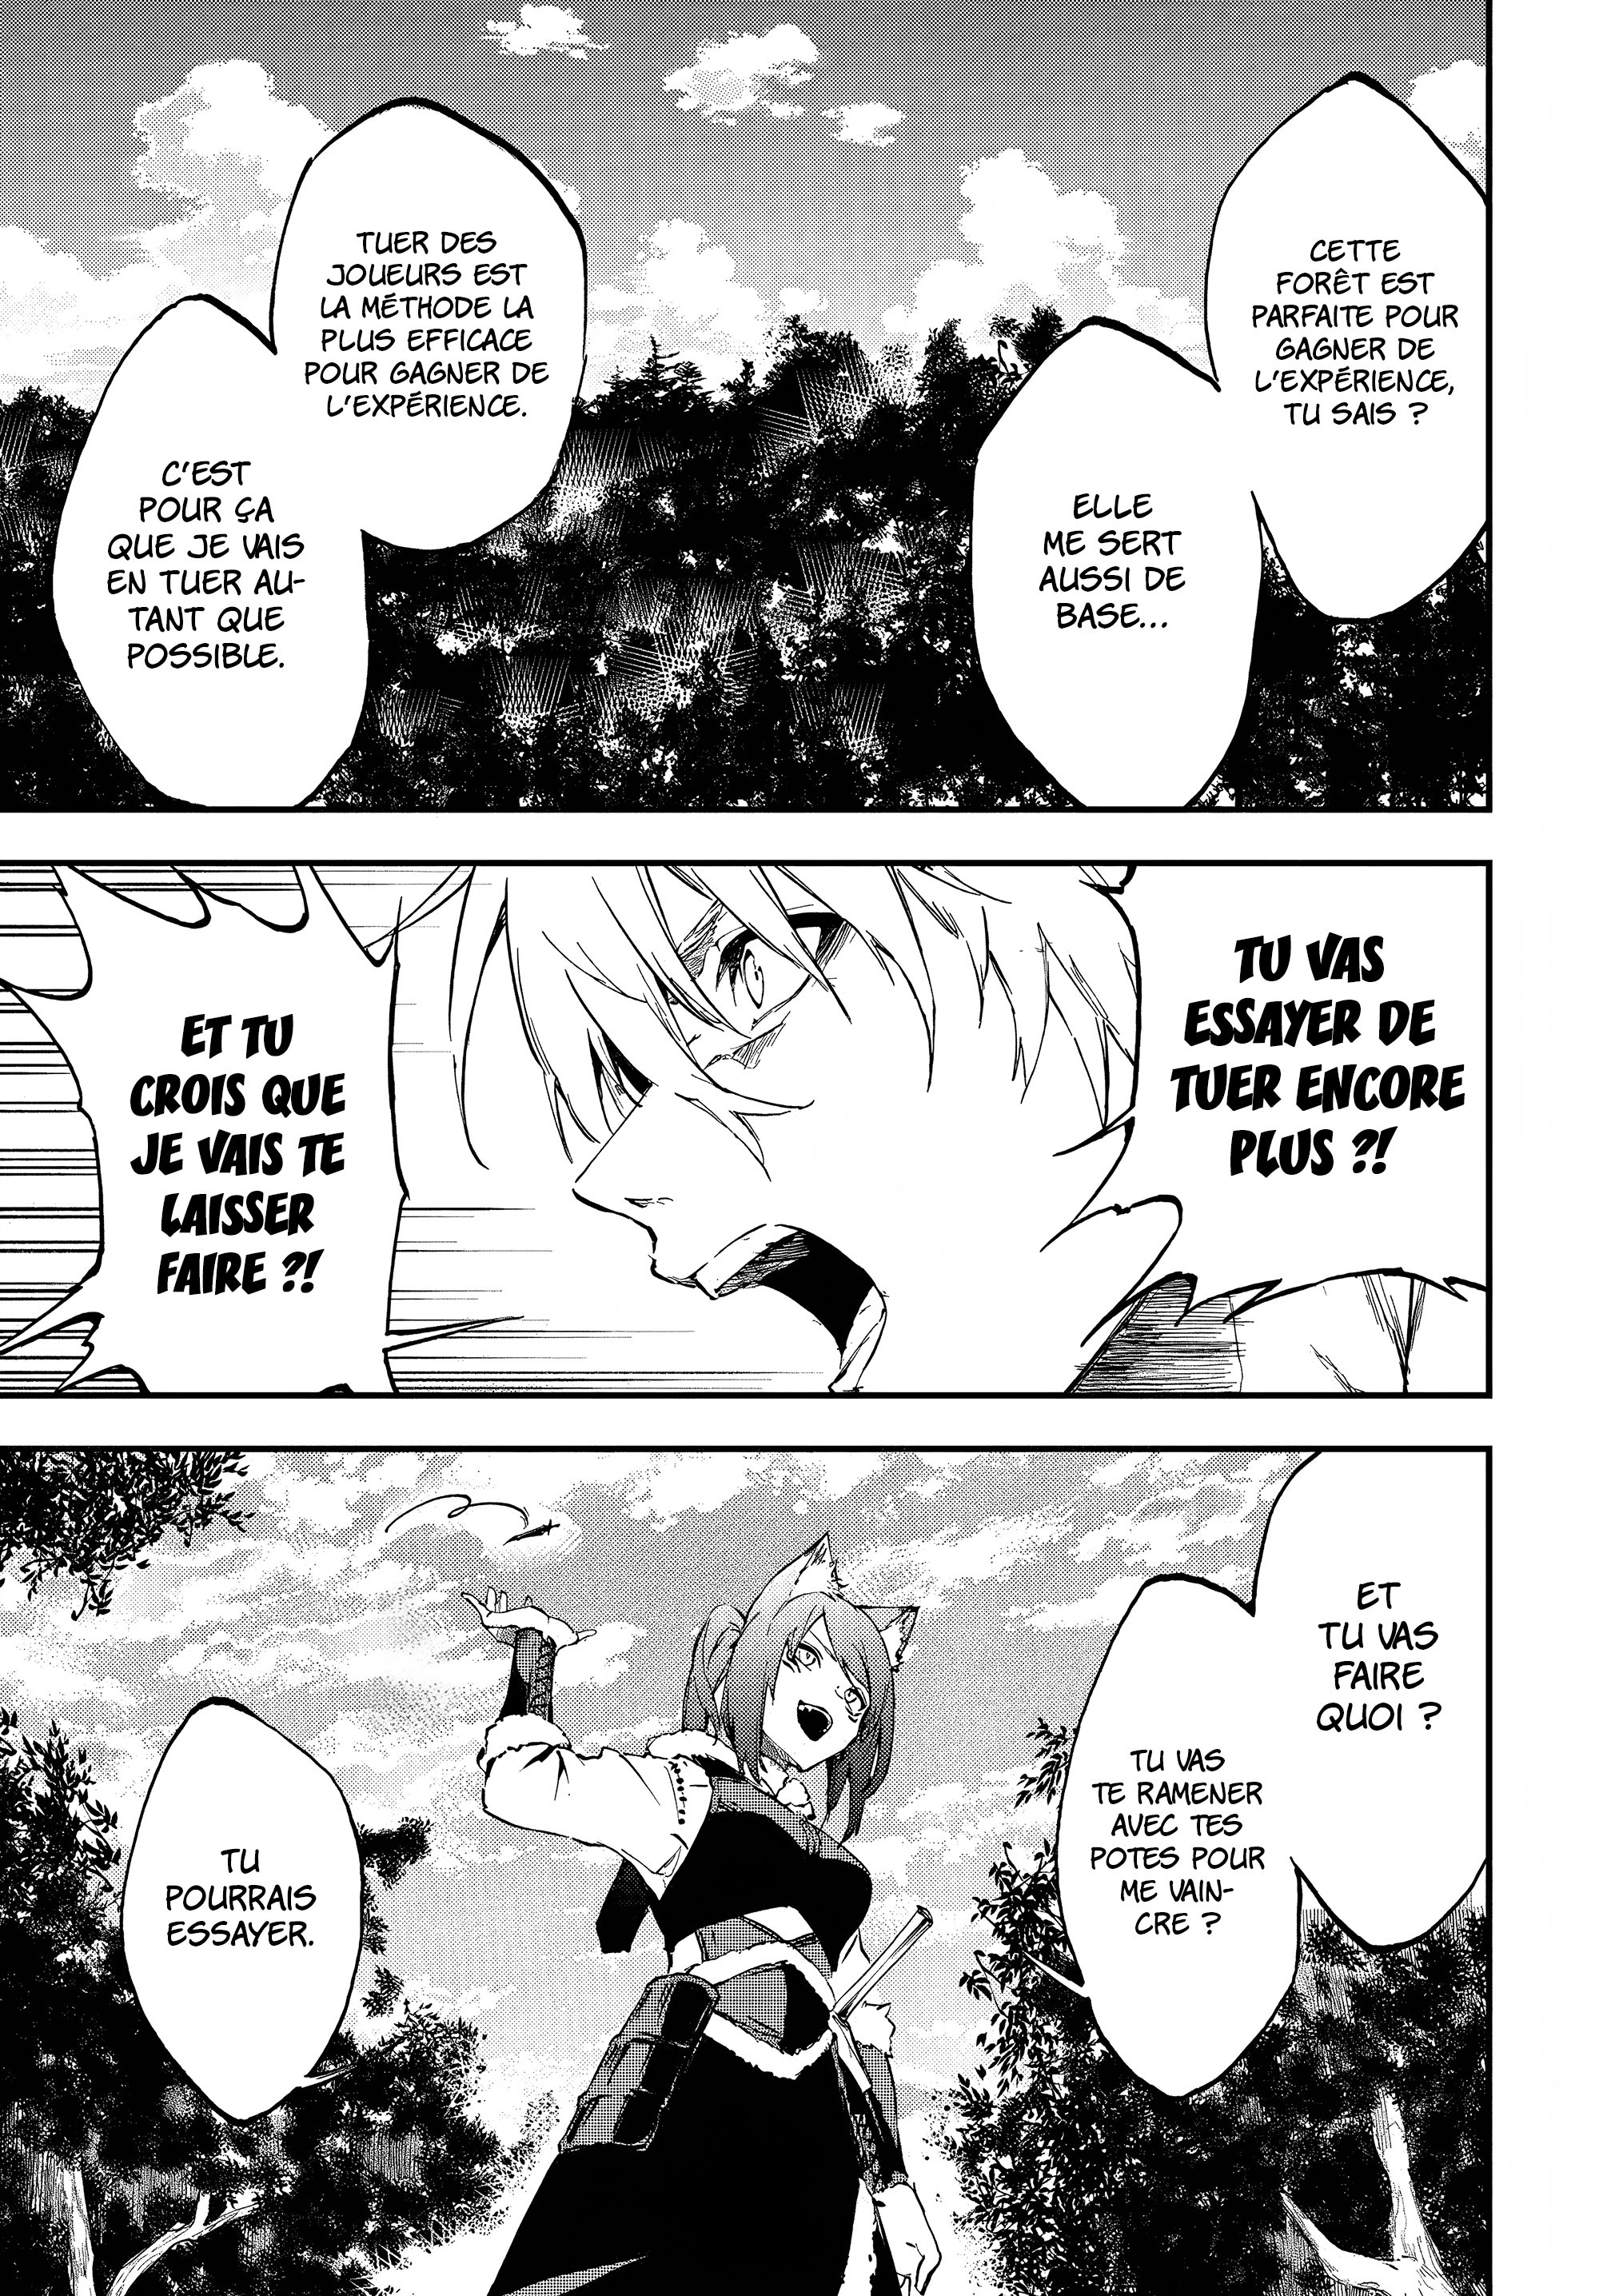 CETTE
FORÊT EST
PARFAITE POUR
GAGNER DE
L'EXPÉRIENCE,
TU SAIS ?
ELLE
ME SERT
AUSSI DE
BASE...
TUER DES
JOUEURS EST
LA MÉTHODE LA
PLUS EFFICACE
POUR GAGNER DE
L'EXPÉRIENCE.
C'EST
POUR ÇA
QUE JE VAIS
EN TUER AU-
TANT QUE
POSSIBLE.
TU VAS
ESSAYER DE
TUER ENCORE
PLUS ?!
ET TU
CROIS QUE
JE VAIS TE
LAISSER
FAIRE ?!
ET
TU VAS
FAIRE
QUOI ?
TU VAS
TE RAMENER
AVEC TES
POTES POUR
ME VAIN-
CRE ?
TU
POURRAIS
ESSAYER.